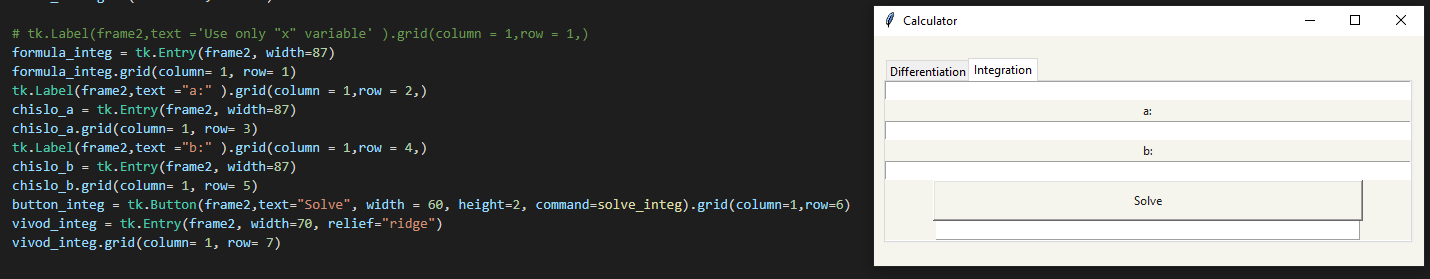 # tk.Label(frame2,text ='Use only "x" variable' ).grid(column = 1,row = 1,)
formula_integ = tk.Entry(frame2, width=87)
formula_integ.grid(column= 1, row= 1)
tk.Label(frame2,text ="a:" ).grid(column = 1,row = 2,)
chislo_a = tk.Entry(frame2, width=87)
chislo_a.grid(column= 1, row= 3)
tk.Label(frame2,text ="b:" ).grid(column = 1,row = 4,)
chislo_b = tk.Entry(frame2, width=87)
chislo_b.grid(column= 1, row= 5)
button_integ = tk.Button(frame2,text="Solve", width = 60, height=2, command=solve_integ).grid(column=1,row=6)
vivod_integ = tk.Entry(frame2, width=70, relief="ridge")
vivod_integ.grid(column= 1, row= 7)
Calculator
Differentiation Integration
a:
b:
Solve